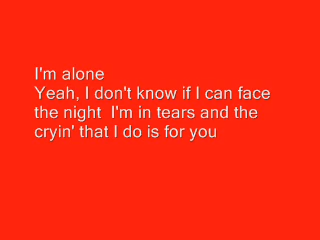 I'm alone
Yeah, I don't know if I can face
the night  I'm in tears and the
cryin' that I do is for you